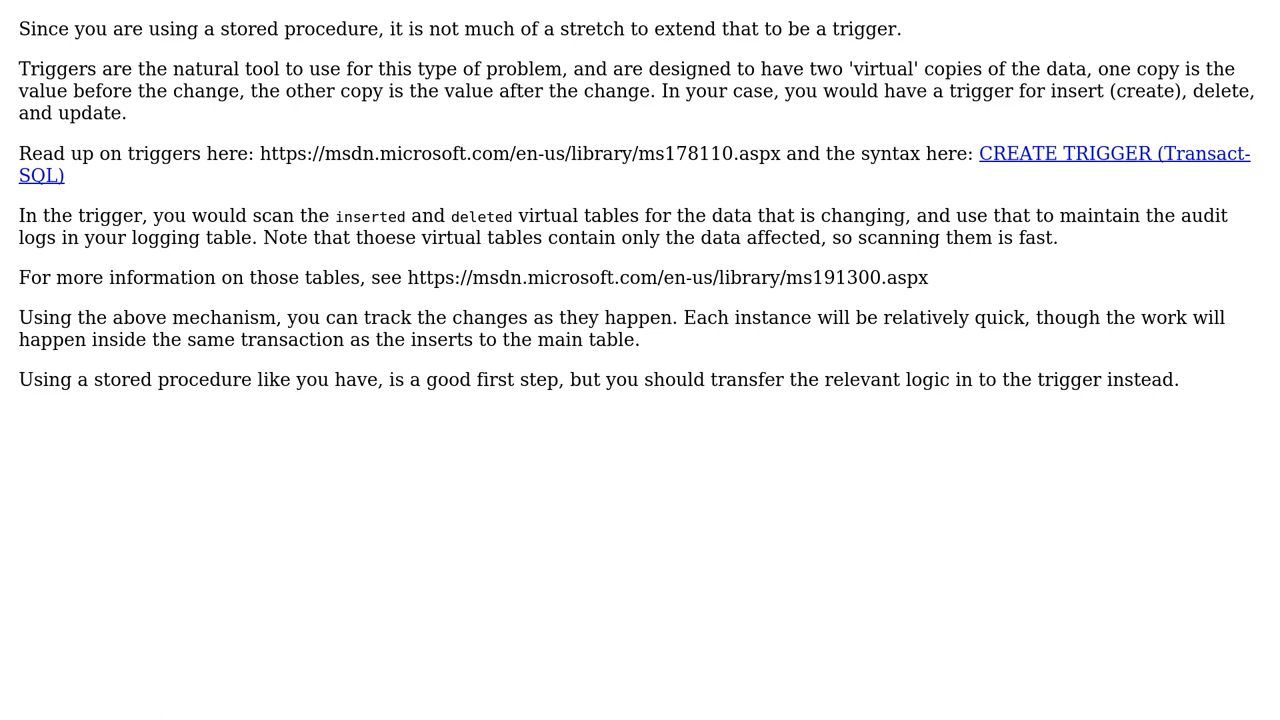 Since you are using a stored procedure, it is not much of a stretch to extend that to be a trigger.
Triggers are the natural tool to use for this type of problem, and are designed to have two 'virtual' copies of the data, one copy is the
value before the change, the other copy is the value after the change. In your case, you would have a trigger for insert (create), delete,
and update.
Read up on triggers here: https://msdn.microsoft.com/en-us/library/ms178110.aspx and the syntax here: CREATE TRIGGER (Transact-
SQL)
In the trigger, you would scan the inserted and deleted virtual tables for the data that is changing, and use that to maintain the audit
logs in your logging table. Note that thoese virtual tables contain only the data affected, so scanning them is fast.
For more information on those tables, see https://msdn.microsoft.com/en-us/library/ms191300.aspx
Using the above mechanism, you can track the changes as they happen. Each instance will be relatively quick, though the work will
happen inside the same transaction as the inserts to the main table.
Using a stored procedure like you have, is a good first step, but you should transfer the relevant logic in to the trigger instead.